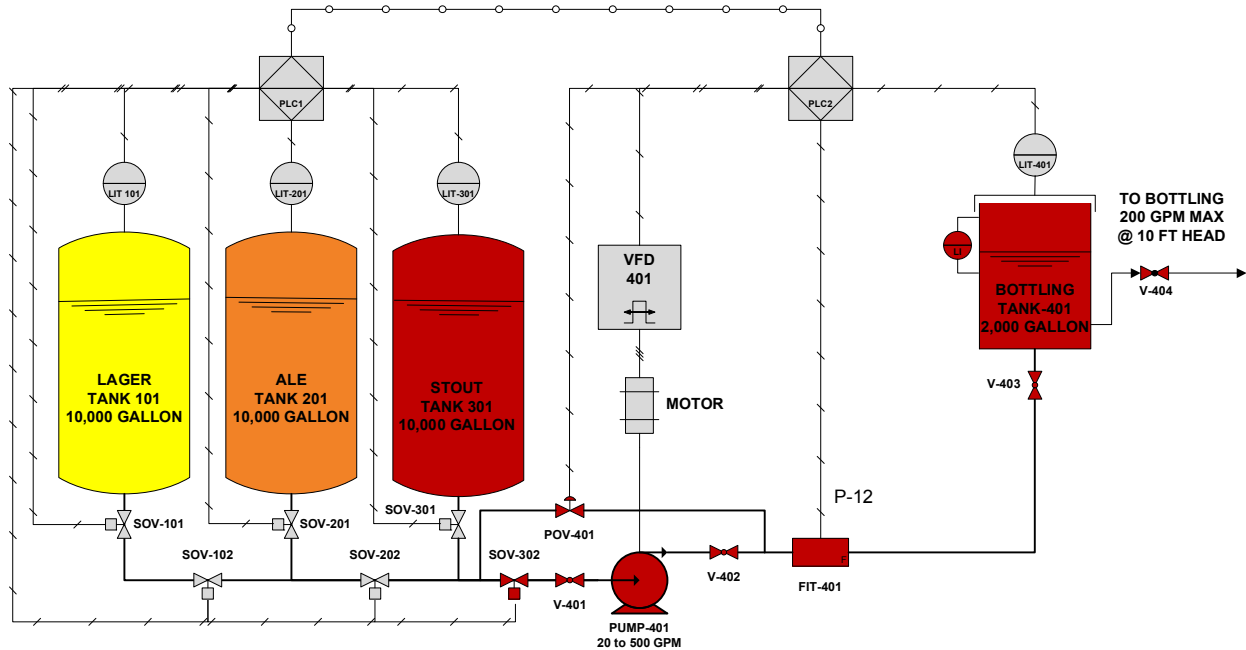 PLC1
PLC2
LIT 101
LIT-201
LIT-301
LIT-401
TO BOTTLING
200 GPM MAX
@ 10 FT HEAD
VFD
401
LI
V-404
BOTTLING
TANK-401
2,000 GALLON
LAGER
TANK 101
10,000 GALLON
ALE
TANK 201
10,000 GALLON
STOUT
TANK 301
10,000 GALLON
MOTOR
V-403
P-12
SOV-101
SOV-201
SOV-301
POV-401
SOV-102
SOV-202
SOV-302
V-401
V-402
F
FIT-401
PUMP-401
20 to 500 GPM